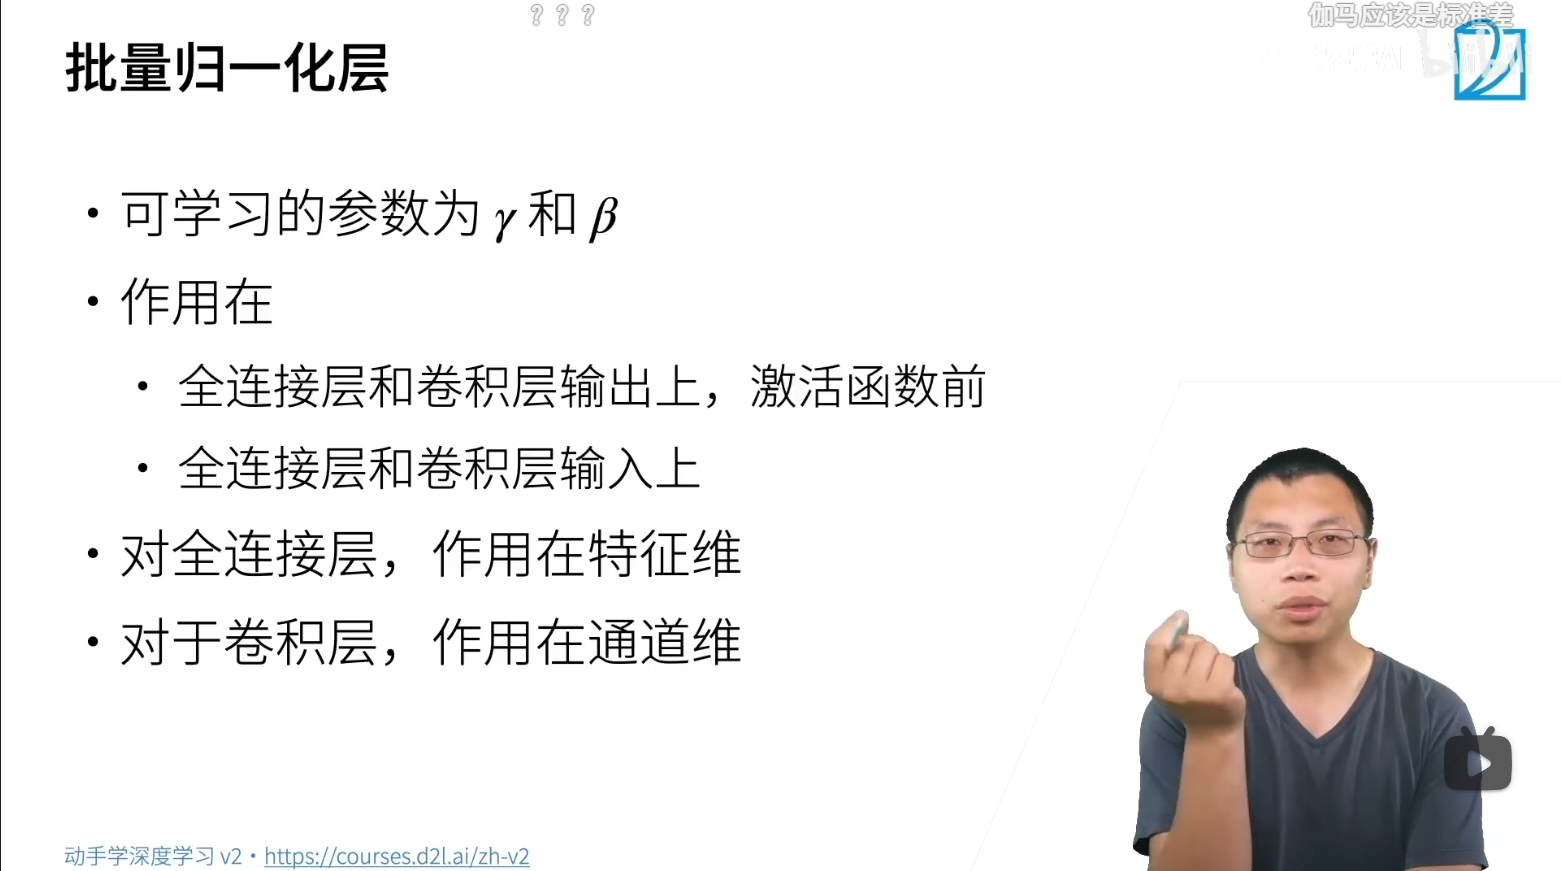 ？？？
伽马应该是标准差
批量归一化层
• 可学习的参数为 γ 和 β
• 作用在
• 全连接层和卷积层输出上，激活函数前
• 全连接层和卷积层输入上
• 对全连接层，作用在特征维
• 对于卷积层，作用在通道维
动手学深度学习 v2 • https://courses.d2l.ai/zh-v2